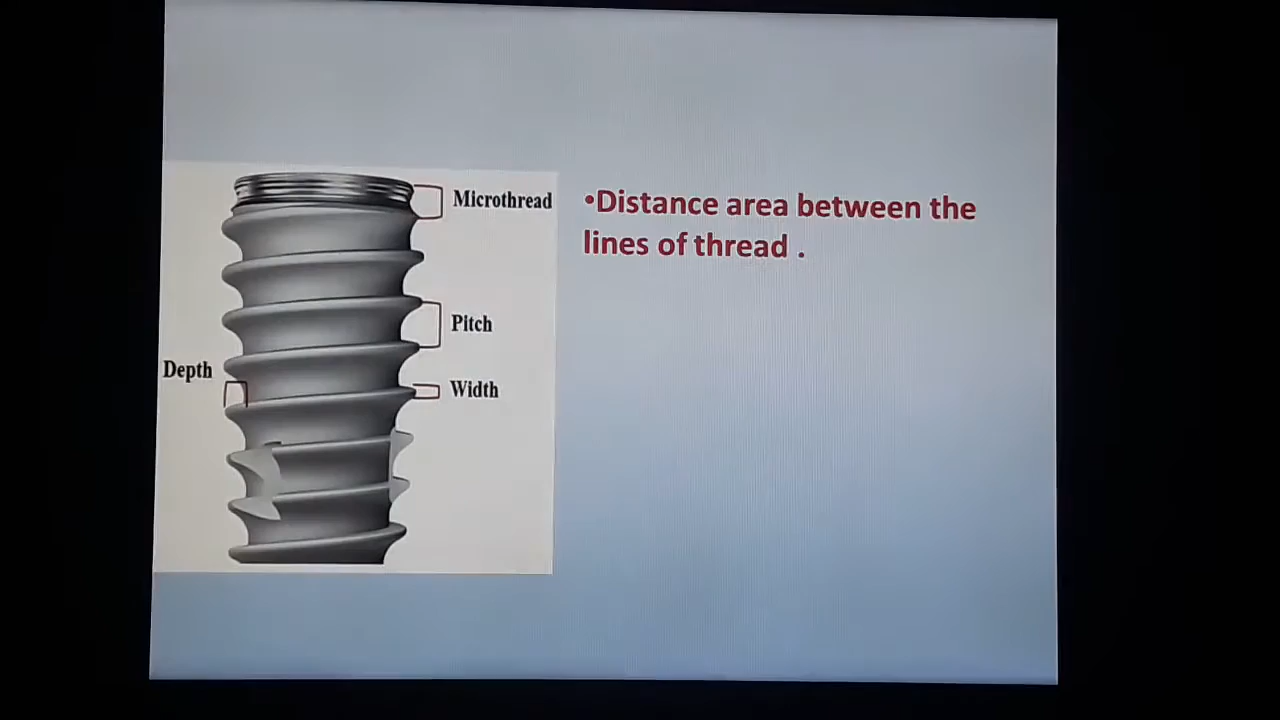 Microthread
•Distance area between the
lines of thread .
Pitch
Depth
Width